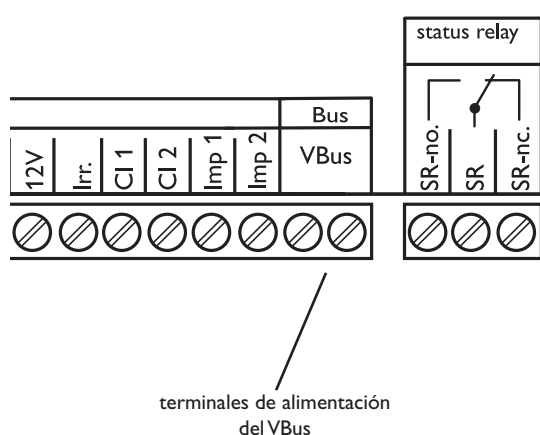 status relay
Bus
12V
Irr.
CI 1
CI 2
Imp 1
Imp 2
VBus
SR-no.
SR
SR-nc.
terminales de alimentación
del VBus